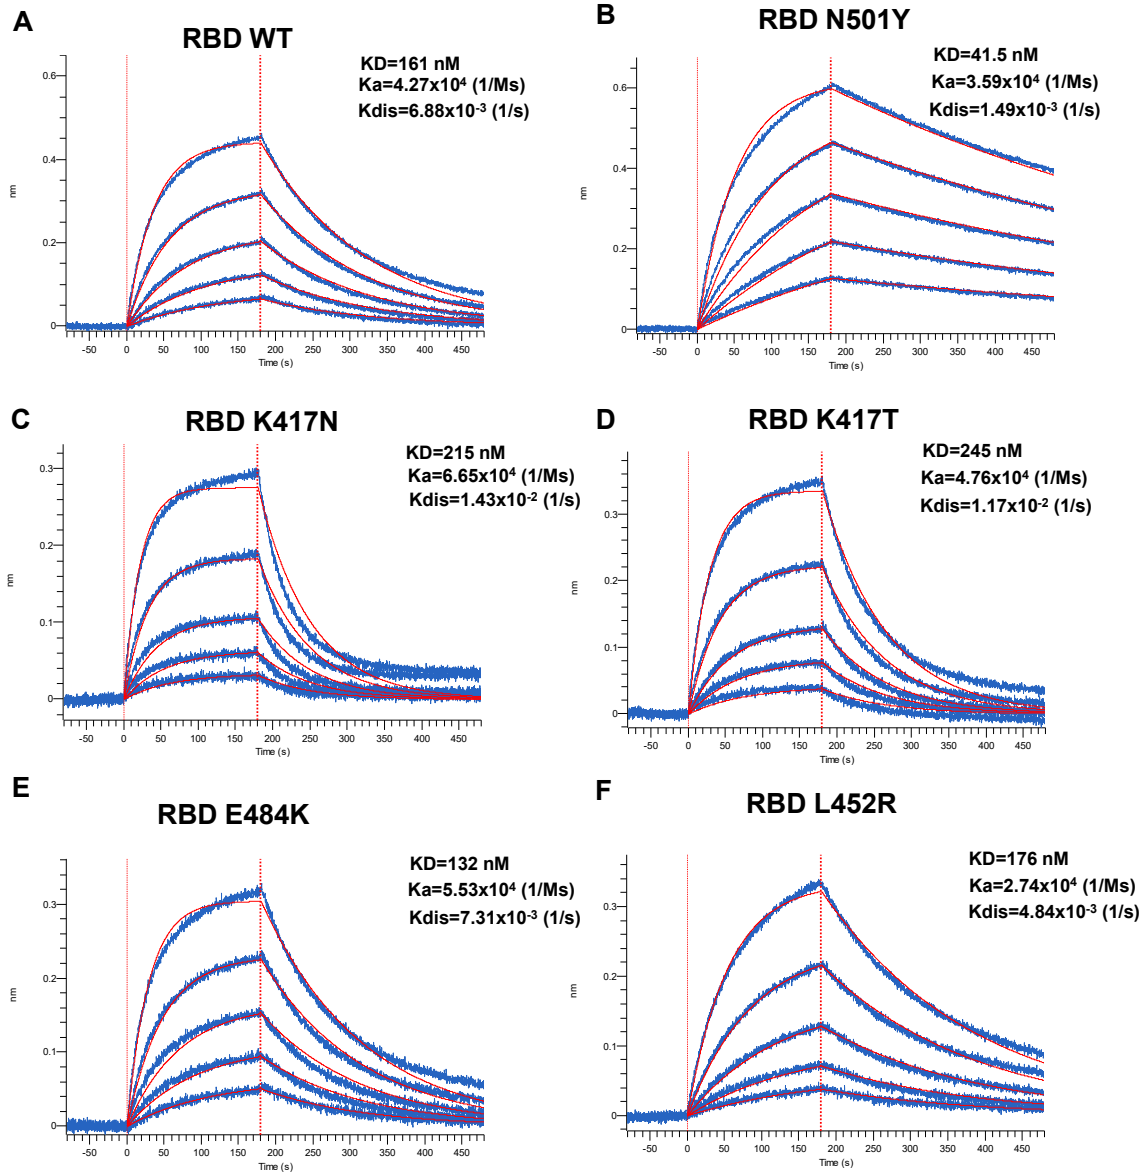 A
RBD WT
KD=161 nM
Ka=4.27x10⁴ (1/Ms)
Kdis=6.88x10⁻³ (1/s)
0.6
0.4
0.2
0
nm
-50 0 50 100 150 200 250 300 350 400 450
Time (s)
B
RBD N501Y
KD=41.5 nM
Ka=3.59x10⁴ (1/Ms)
Kdis=1.49x10⁻³ (1/s)
0.6
0.4
0.2
0
nm
-50 0 50 100 150 200 250 300 350 400 450
Time (s)
C
RBD K417N
KD=215 nM
Ka=6.65x10⁴ (1/Ms)
Kdis=1.43x10⁻² (1/s)
0.3
0.2
0.1
0
nm
-50 0 50 100 150 200 250 300 350 400 450
Time (s)
D
RBD K417T
KD=245 nM
Ka=4.76x10⁴ (1/Ms)
Kdis=1.17x10⁻² (1/s)
0.3
0.2
0.1
0
nm
-50 0 50 100 150 200 250 300 350 400 450
Time (s)
E
RBD E484K
KD=132 nM
Ka=5.53x10⁴ (1/Ms)
Kdis=7.31x10⁻³ (1/s)
0.3
0.2
0.1
0
nm
-50 0 50 100 150 200 250 300 350 400 450
Time (s)
F
RBD L452R
KD=176 nM
Ka=2.74x10⁴ (1/Ms)
Kdis=4.84x10⁻³ (1/s)
0.3
0.2
0.1
0
nm
-50 0 50 100 150 200 250 300 350 400 450
Time (s)